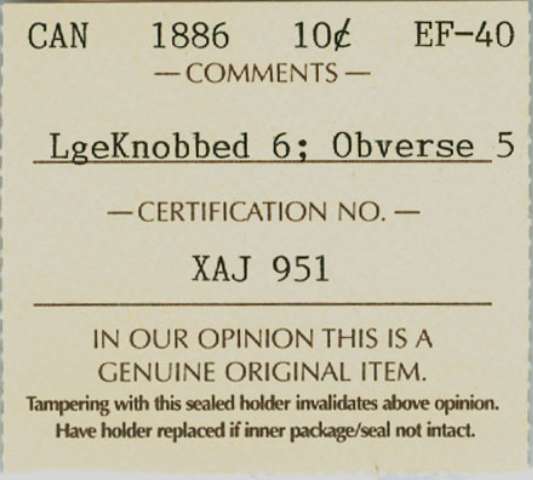 CAN 1886 10¢ EF-40
— COMMENTS —
LgeKnobbed 6; Obverse 5
— CERTIFICATION NO. —
XAJ 951
IN OUR OPINION THIS IS A
GENUINE ORIGINAL ITEM.
Tampering with this sealed holder invalidates above opinion.
Have holder replaced if inner package/seal not intact.